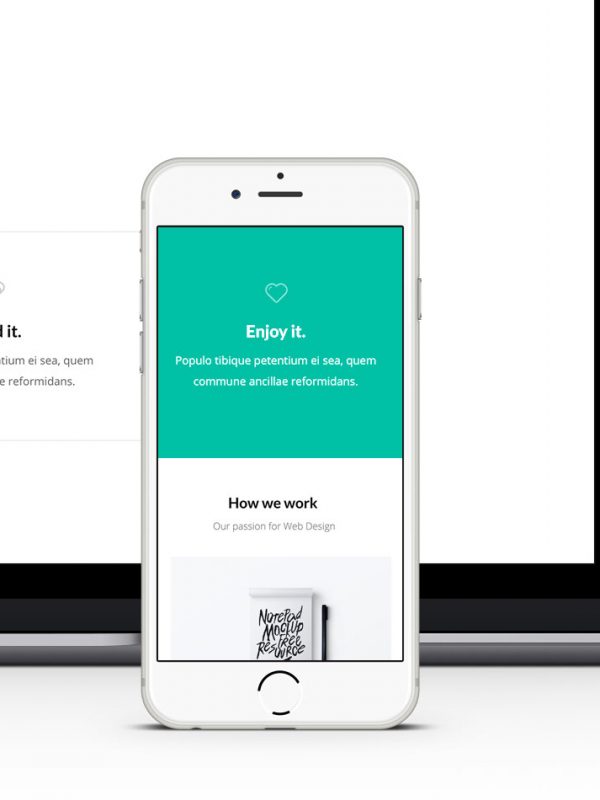 it.
ei sea, quem
reformidans.
Enjoy it.
Populo tibique petentium ei sea, quem
commune ancillae reformidans.
How we work
Our passion for Web Design
NotePad
MockUp
Free
Resource